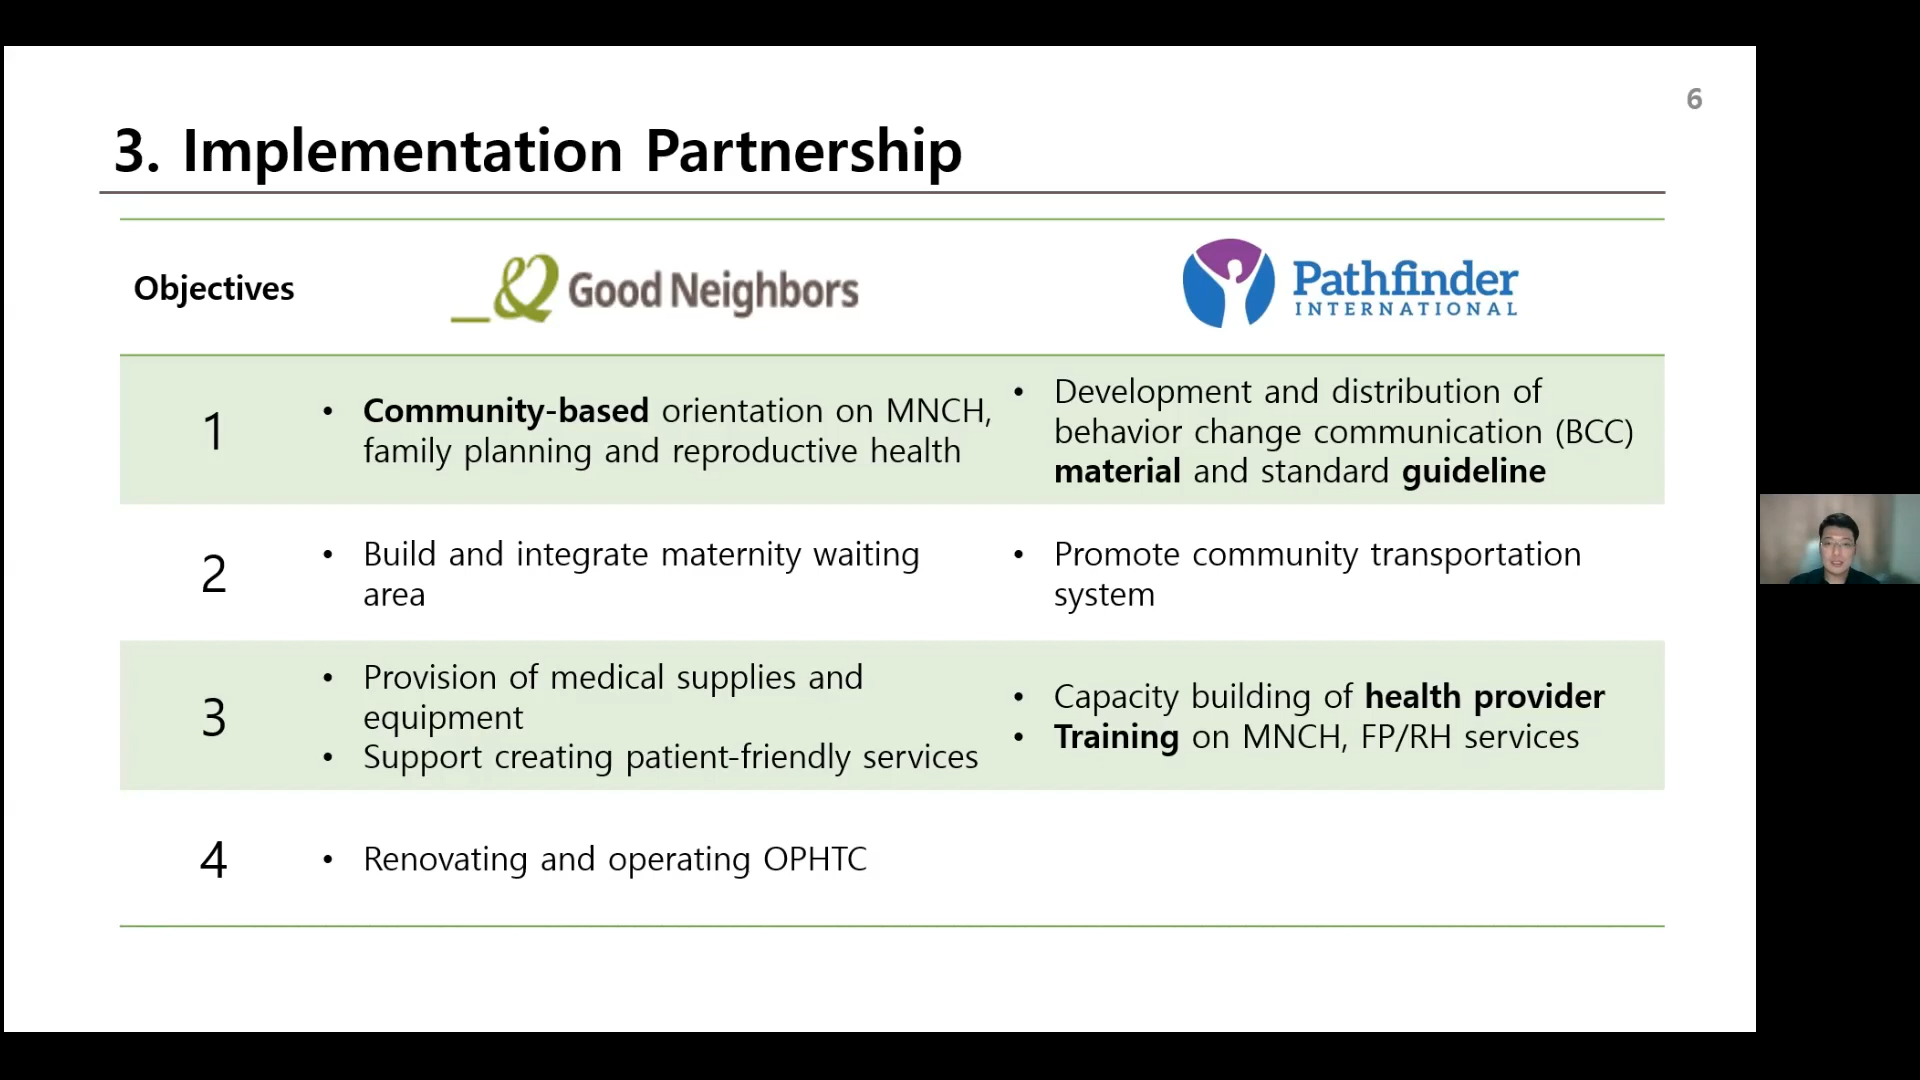 6
3. Implementation Partnership
Objectives
Good Neighbors
Pathfinder
INTERNATIONAL
1
• Community-based orientation on MNCH,
family planning and reproductive health
• Development and distribution of
behavior change communication (BCC)
material and standard guideline
2
• Build and integrate maternity waiting
area
• Promote community transportation
system
3
• Provision of medical supplies and
equipment
• Support creating patient-friendly services
• Capacity building of health provider
• Training on MNCH, FP/RH services
4
• Renovating and operating OPHTC